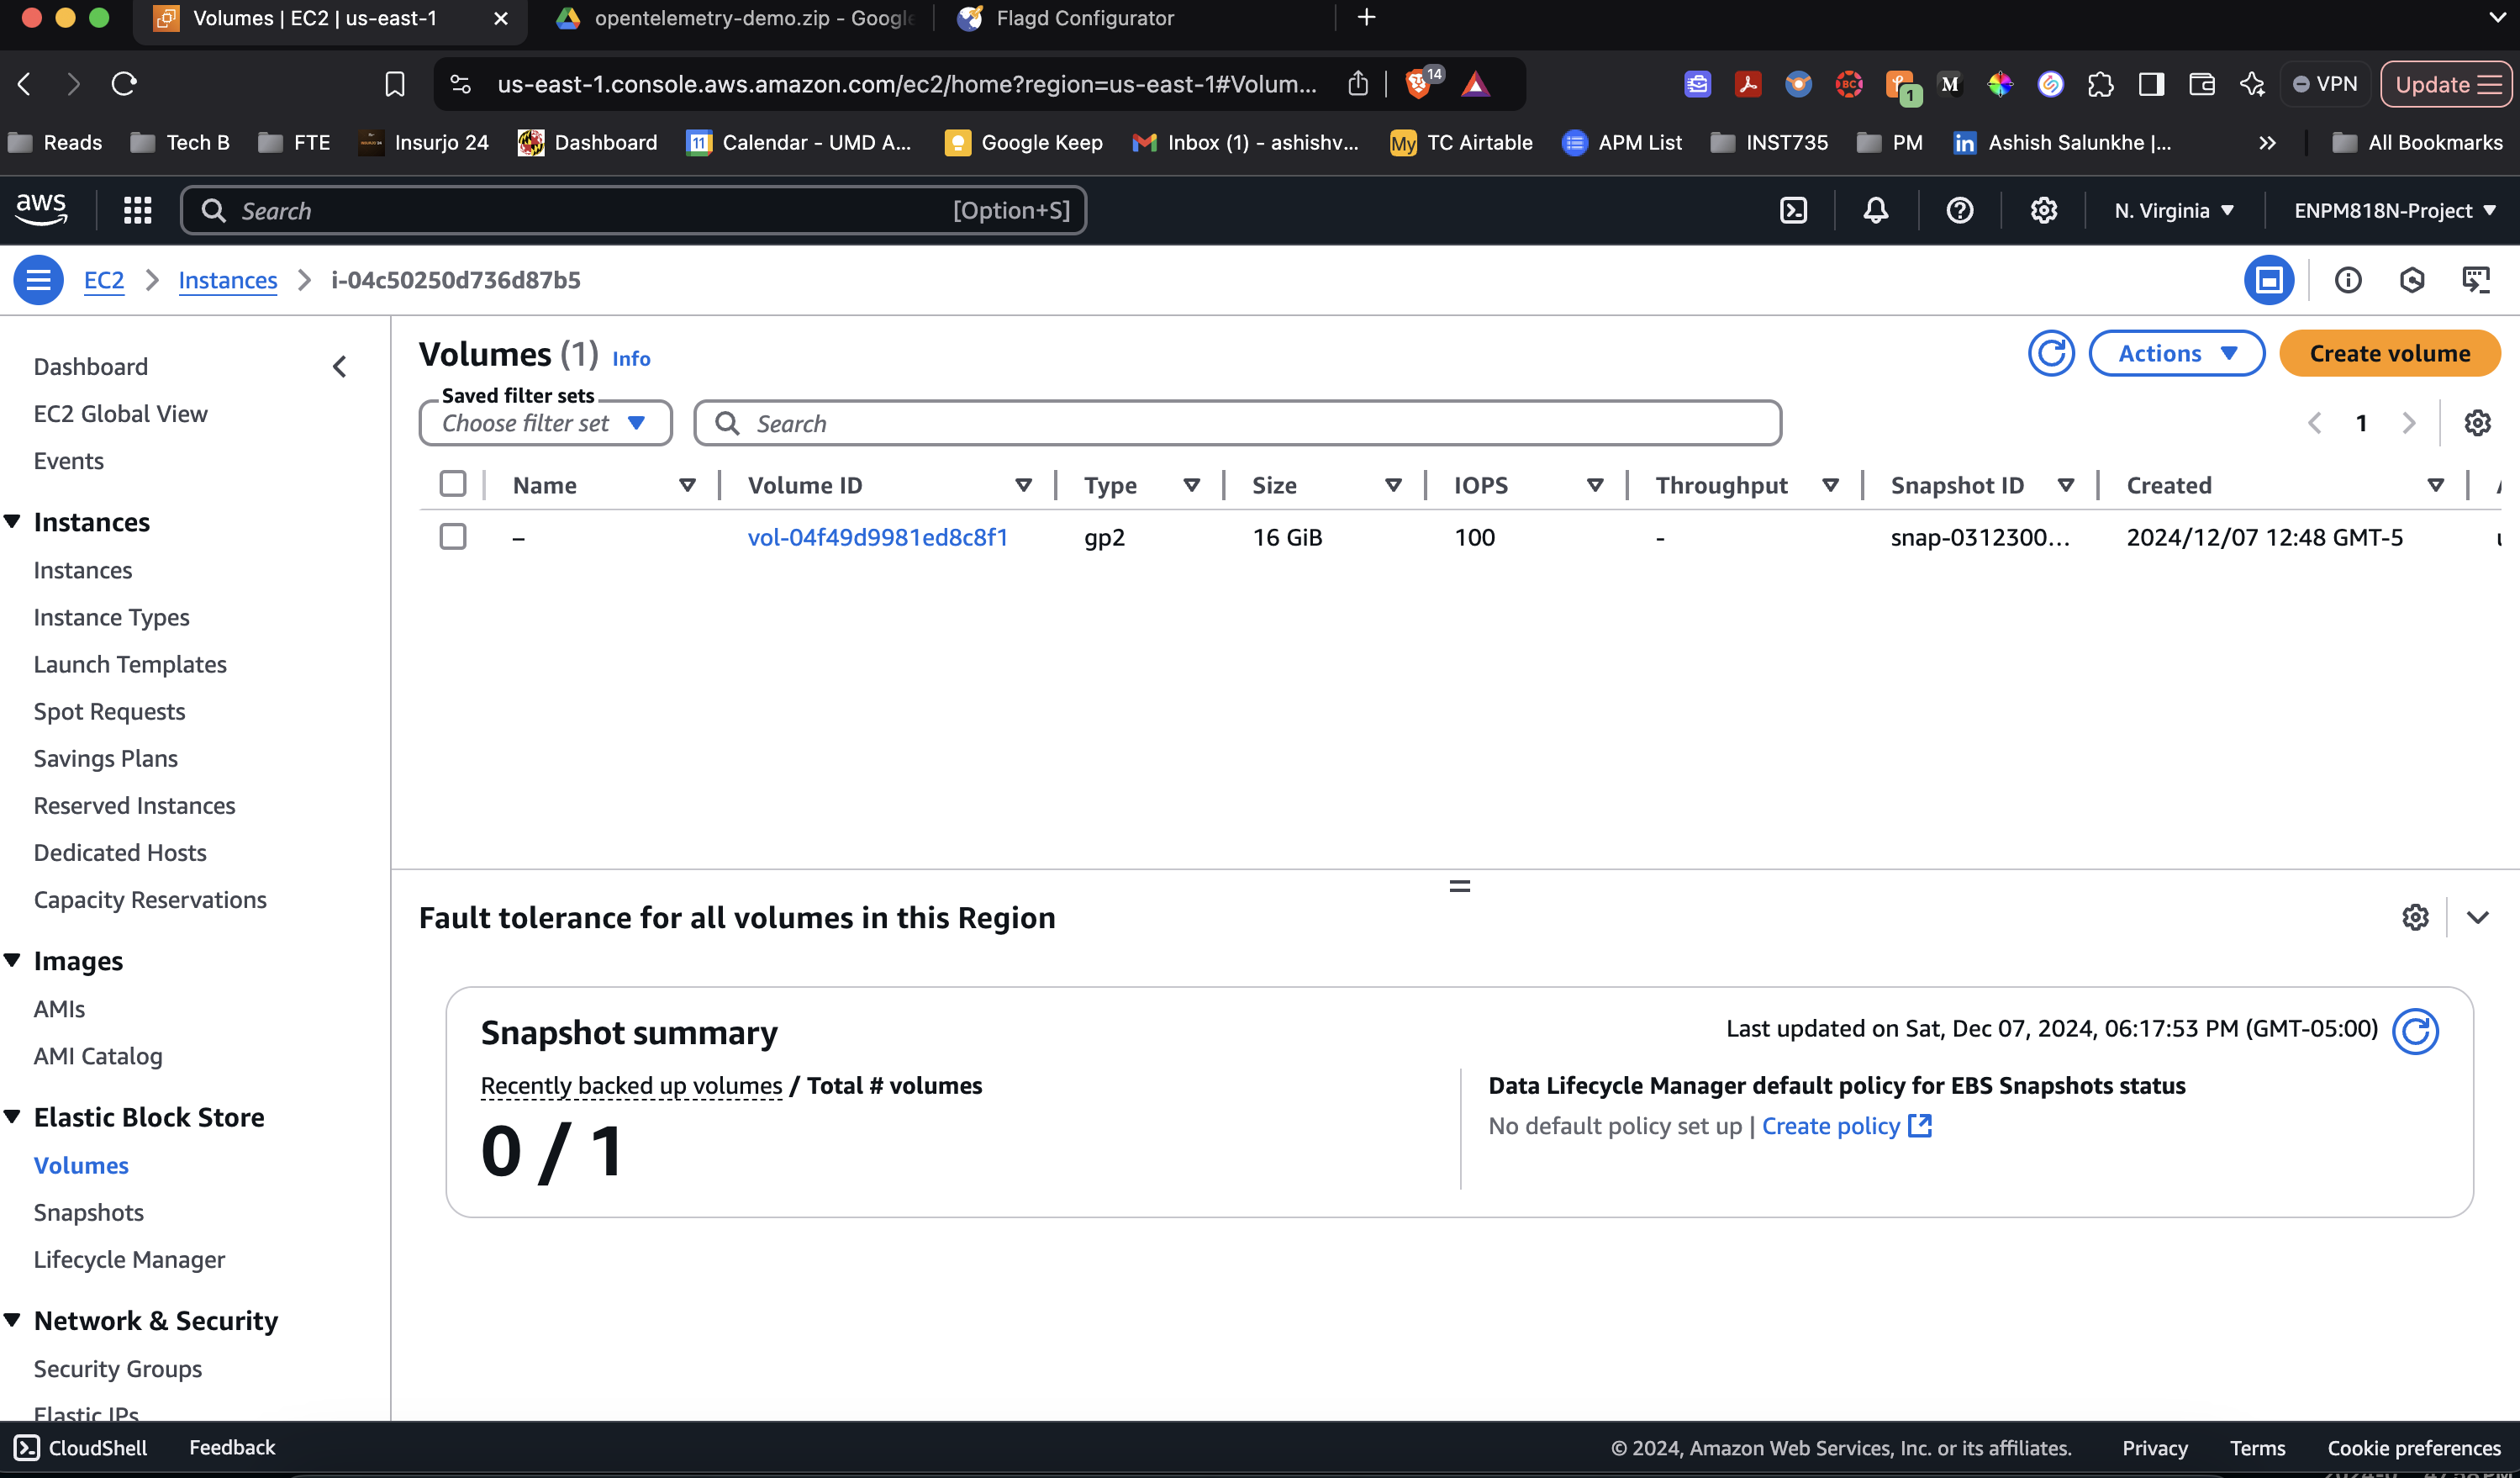 Volumes | EC2 | us-east-1
opentelemetry-demo.zip - Google
Flagd Configurator
us-east-1.console.aws.amazon.com/ec2/home?region=us-east-1#Volum...
14
BC
1
M
VPN
Update
Reads
Tech B
FTE
Insurjo 24
Dashboard
11
Calendar - UMD A...
Google Keep
Inbox (1) - ashishv...
My
TC Airtable
APM List
INST735
PM
in
Ashish Salunkhe |...
All Bookmarks
aws
Search
[Option+S]
N. Virginia
ENPM818N-Project
EC2
Instances
i-04c50250d736d87b5
Dashboard
EC2 Global View
Events
Instances
Instances
Instance Types
Launch Templates
Spot Requests
Savings Plans
Reserved Instances
Dedicated Hosts
Capacity Reservations
Images
AMIs
AMI Catalog
Elastic Block Store
Volumes
Snapshots
Lifecycle Manager
Network & Security
Security Groups
Elastic IPs
Volumes (1) Info
Actions
Create volume
Saved filter sets
Choose filter set
Search
1
Name Volume ID Type Size IOPS Throughput Snapshot ID Created
– vol-04f49d9981ed8c8f1 gp2 16 GiB 100 - snap-0312300... 2024/12/07 12:48 GMT-5
Fault tolerance for all volumes in this Region
Snapshot summary
Last updated on Sat, Dec 07, 2024, 06:17:53 PM (GMT-05:00)
Recently backed up volumes / Total # volumes
0 / 1
Data Lifecycle Manager default policy for EBS Snapshots status
No default policy set up | Create policy
CloudShell
Feedback
© 2024, Amazon Web Services, Inc. or its affiliates.
Privacy
Terms
Cookie preferences